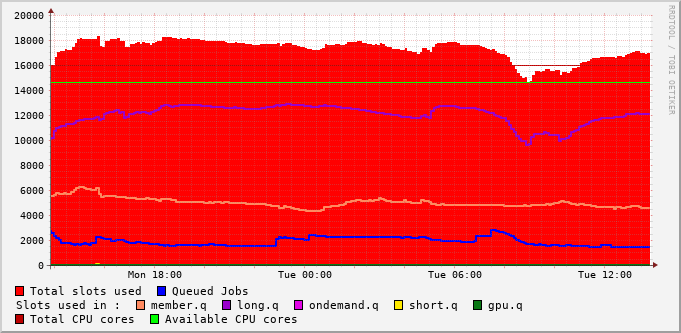 20000
18000
16000
14000
12000
10000
8000
6000
4000
2000
0
Mon 18:00 Tue 00:00 Tue 06:00 Tue 12:00
RRDTOOL / TOBI OETIKER
Total slots used Queued Jobs
Slots used in : member.q long.q ondemand.q short.q gpu.q
Total CPU cores Available CPU cores